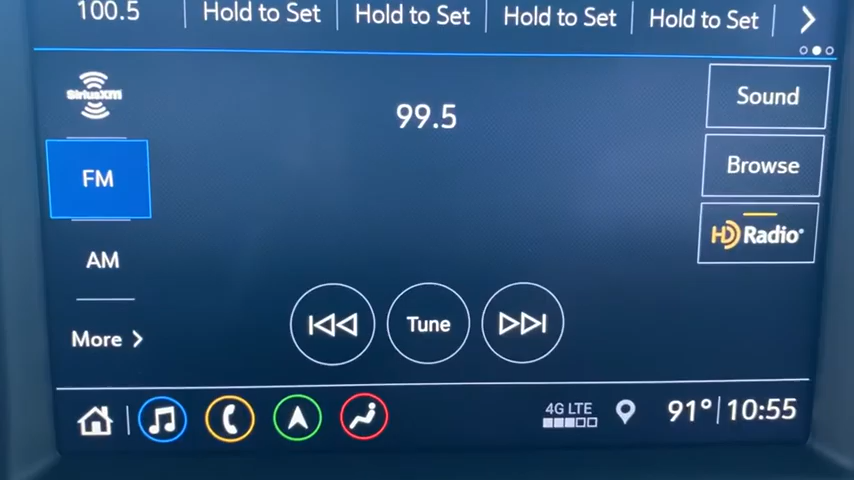 100.5 Hold to Set Hold to Set Hold to Set Hold to Set
SiriusXM
99.5
Sound
FM
Browse
HD Radio®
AM
Tune
More
4G LTE
91° 10:55